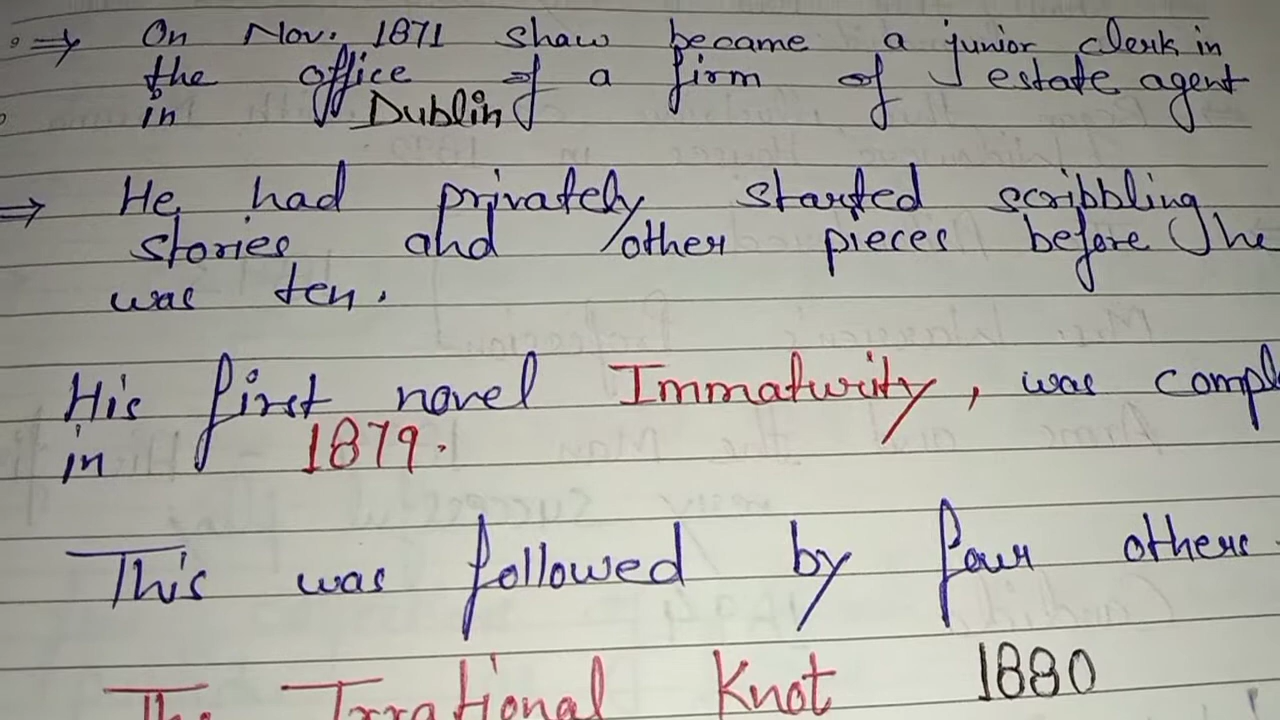 ⇒ On Nov. 1871 shaw became a junior clerk in
the office of a firm of estate agent
in Dublin
⇒ He had privately started scribbling
stories and other pieces before he
was ten.
His first novel Immaturity, was compl
in 1879.
This was followed by four others
The Irrational Knot 1880